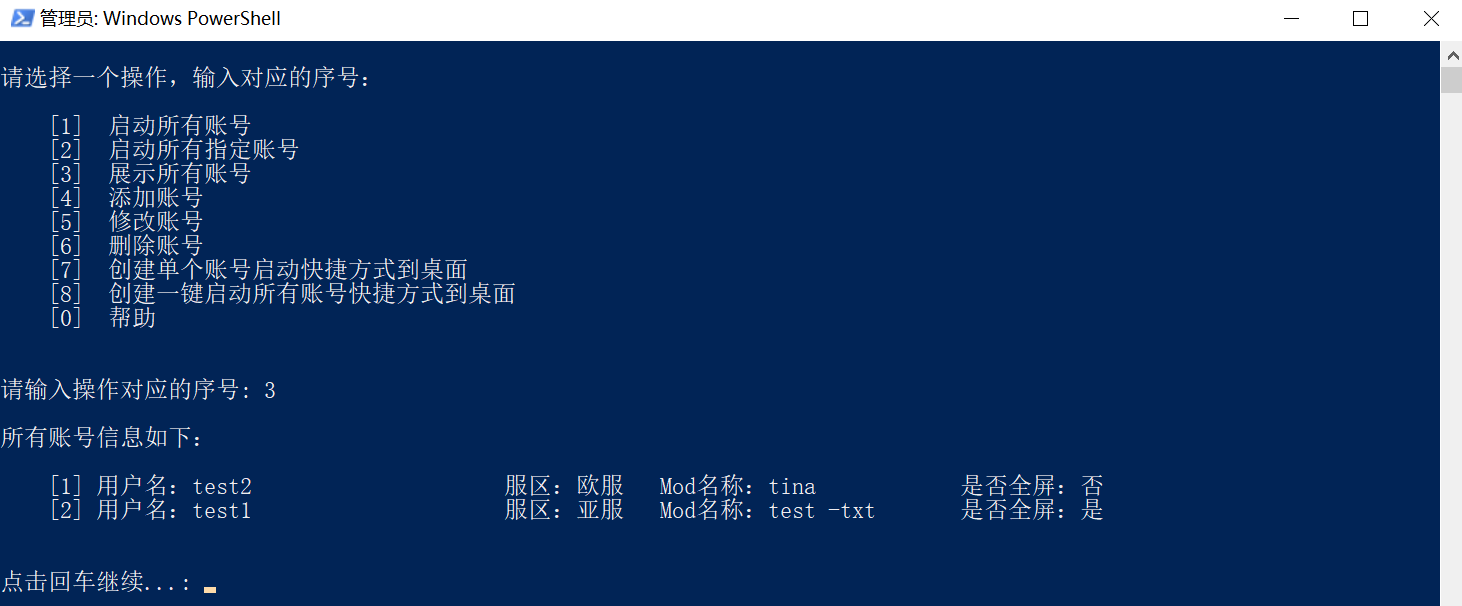 管理员: Windows PowerShell
请选择一个操作，输入对应的序号：
[1] 启动所有账号
[2] 启动所有指定账号
[3] 展示所有账号
[4] 添加账号
[5] 修改账号
[6] 删除账号
[7] 创建单个账号启动快捷方式到桌面
[8] 创建一键启动所有账号快捷方式到桌面
[0] 帮助
请输入操作对应的序号: 3
所有账号信息如下：
[1] 用户名：test2 服区：欧服 Mod名称：tina 是否全屏：否
[2] 用户名：test1 服区：亚服 Mod名称：test -txt 是否全屏：是
点击回车继续...: